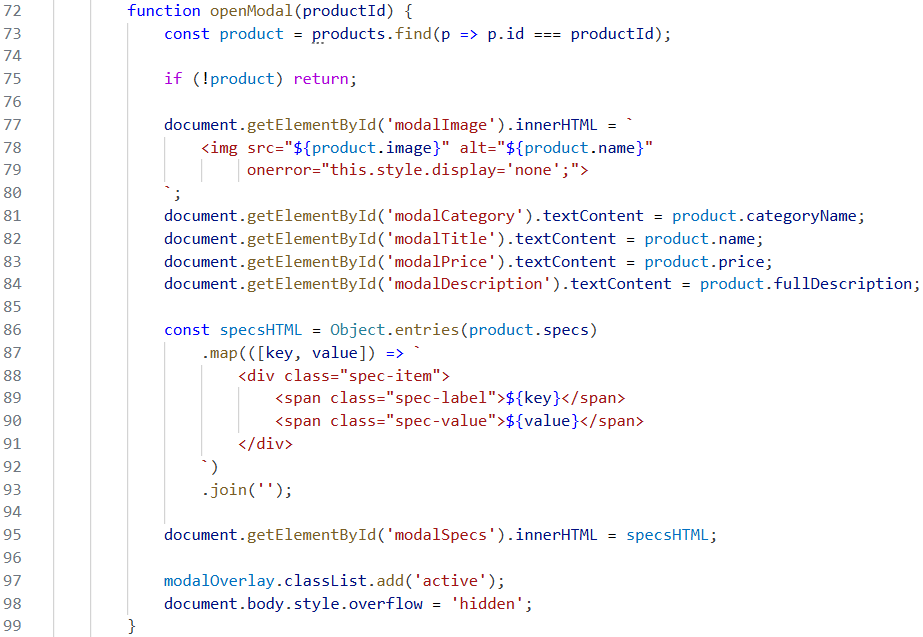 72 function openModal(productId) {
73 const product = products.find(p => p.id === productId);
74
75 if (!product) return;
76
77 document.getElementById('modalImage').innerHTML = `
78 <img src="${product.image}" alt="${product.name}"
79 onerror="this.style.display='none';">
80 `;
81 document.getElementById('modalCategory').textContent = product.categoryName;
82 document.getElementById('modalTitle').textContent = product.name;
83 document.getElementById('modalPrice').textContent = product.price;
84 document.getElementById('modalDescription').textContent = product.fullDescription;
85
86 const specsHTML = Object.entries(product.specs)
87 .map(([key, value]) => `
88 <div class="spec-item">
89 <span class="spec-label">${key}</span>
90 <span class="spec-value">${value}</span>
91 </div>
92 `)
93 .join('');
94
95 document.getElementById('modalSpecs').innerHTML = specsHTML;
96
97 modalOverlay.classList.add('active');
98 document.body.style.overflow = 'hidden';
99 }